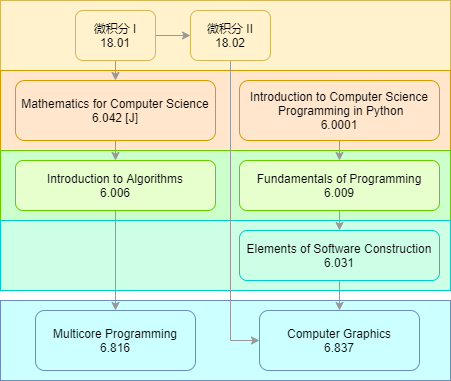 微积分 I
18.01
微积分 II
18.02
Mathematics for Computer Science
6.042 [J]
Introduction to Computer Science
Programming in Python
6.0001
Introduction to Algorithms
6.006
Fundamentals of Programming
6.009
Elements of Software Construction
6.031
Multicore Programming
6.816
Computer Graphics
6.837